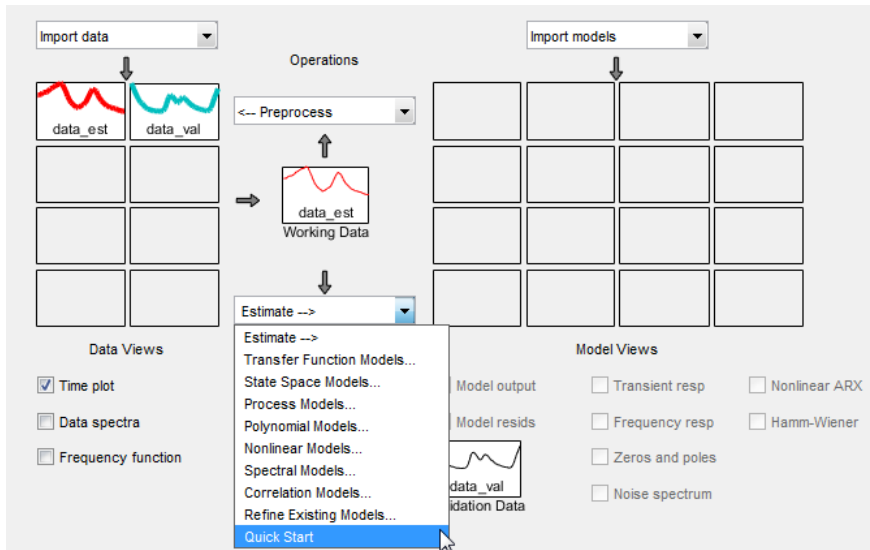 Import data
Import models
Operations
data_est
data_val
<-- Preprocess
data_est
Working Data
Estimate -->
Estimate -->
Transfer Function Models...
State Space Models...
Process Models...
Polynomial Models...
Nonlinear Models...
Spectral Models...
Correlation Models...
Refine Existing Models...
Quick Start
Data Views
Time plot
Data spectra
Frequency function
Model Views
Model output
Transient resp
Nonlinear ARX
Model resids
Frequency resp
Hamm-Wiener
Zeros and poles
data_val
idation Data
Noise spectrum